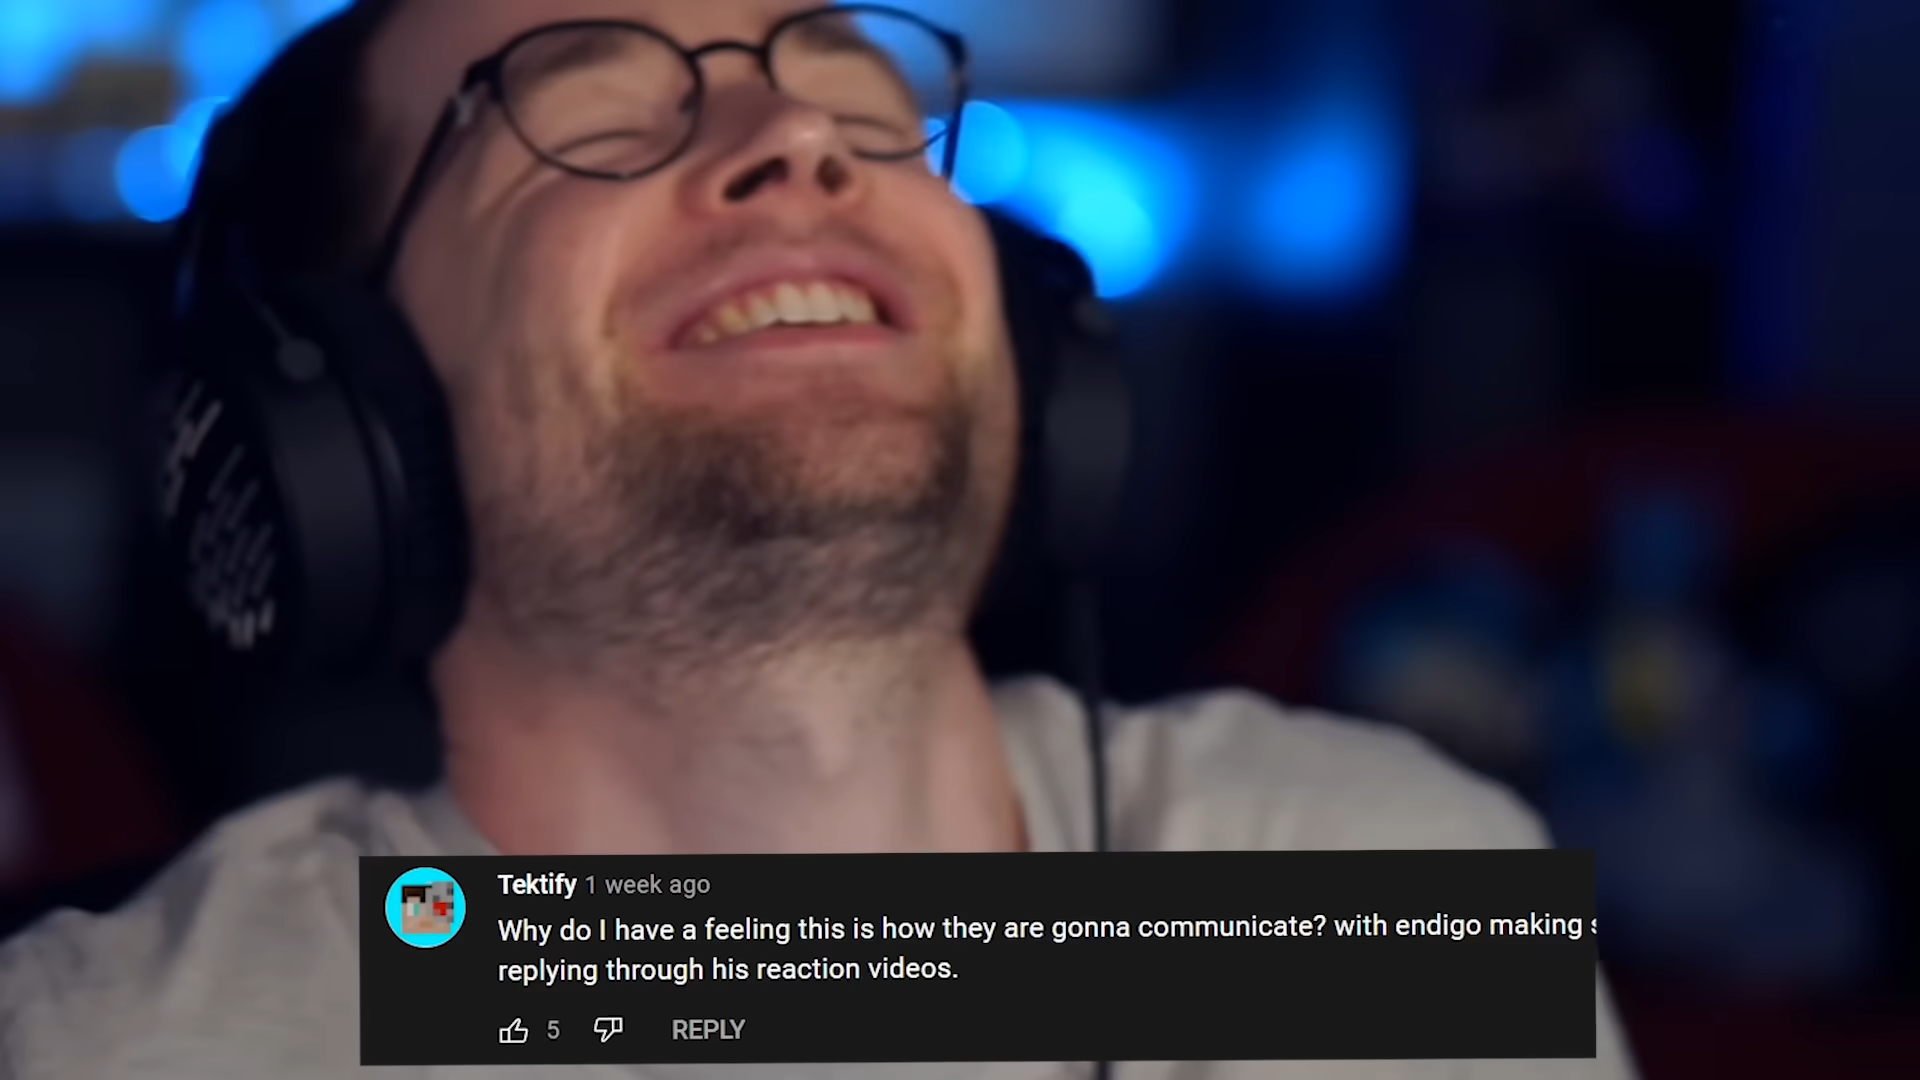 Tektify 1 week ago
Why do I have a feeling this is how they are gonna communicate? with endigo making
replying through his reaction videos.
5
REPLY